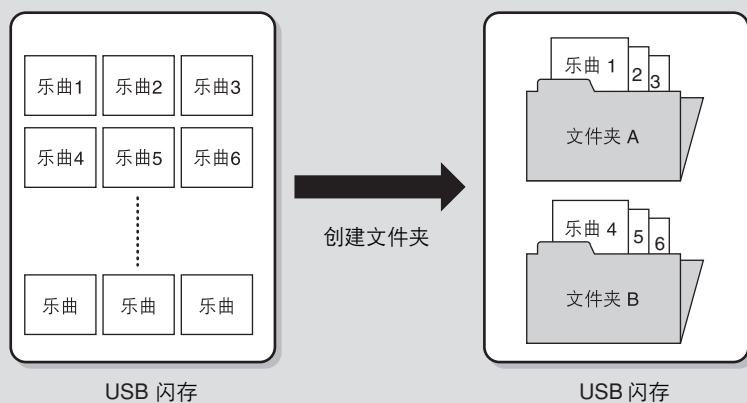 乐曲1 乐曲2 乐曲3
乐曲4 乐曲5 乐曲6
乐曲 乐曲 乐曲
USB 闪存
创建文件夹
乐曲 1 2 3
文件夹 A
乐曲 4 5 6
文件夹 B
USB 闪存